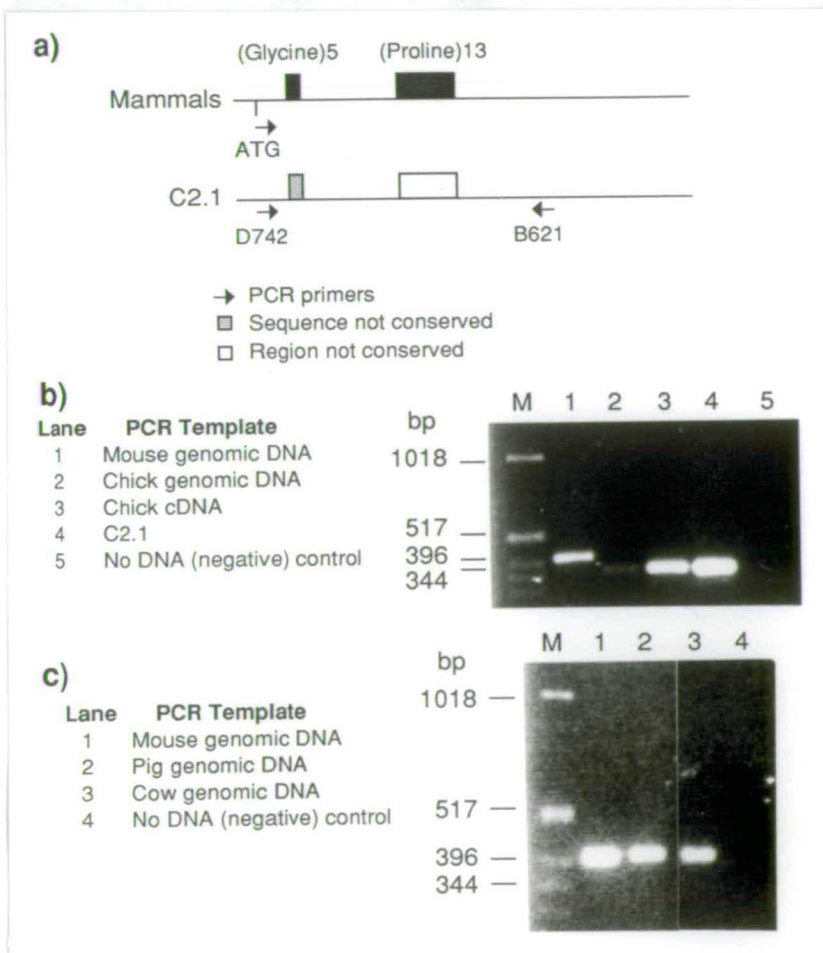 a)
(Glycine)5 (Proline)13
Mammals
ATG
C2.1
D742 B621
PCR primers
Sequence not conserved
Region not conserved
b)
Lane PCR Template
1 Mouse genomic DNA
2 Chick genomic DNA
3 Chick cDNA
4 C2.1
5 No DNA (negative) control
bp
M 1 2 3 4 5
1018
517
396
344
c)
Lane PCR Template
1 Mouse genomic DNA
2 Pig genomic DNA
3 Cow genomic DNA
4 No DNA (negative) control
bp
M 1 2 3 4
1018
517
396
344